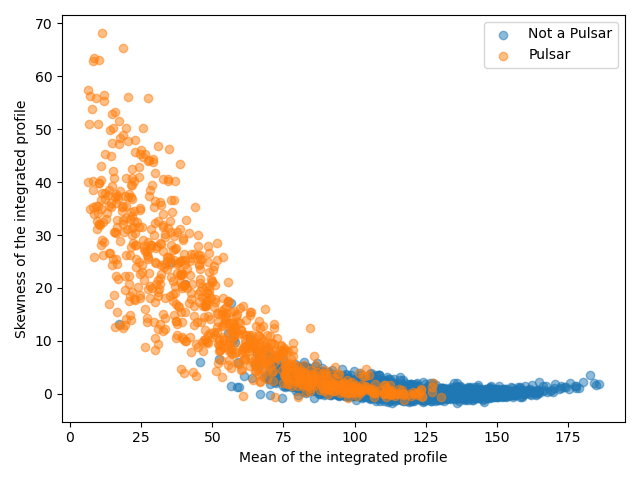 Not a Pulsar
Pulsar
Skewness of the integrated profile
70
60
50
40
30
20
10
0
0 25 50 75 100 125 150 175
Mean of the integrated profile